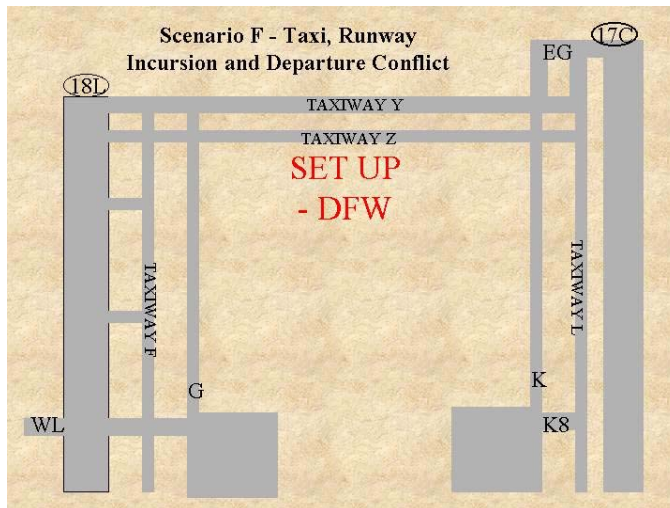 Scenario F - Taxi, Runway
Incursion and Departure Conflict
17C
EG
18L
TAXIWAY Y
TAXIWAY Z
SET UP
- DFW
TAXIWAY F
TAXIWAY L
G
K
WL
K8